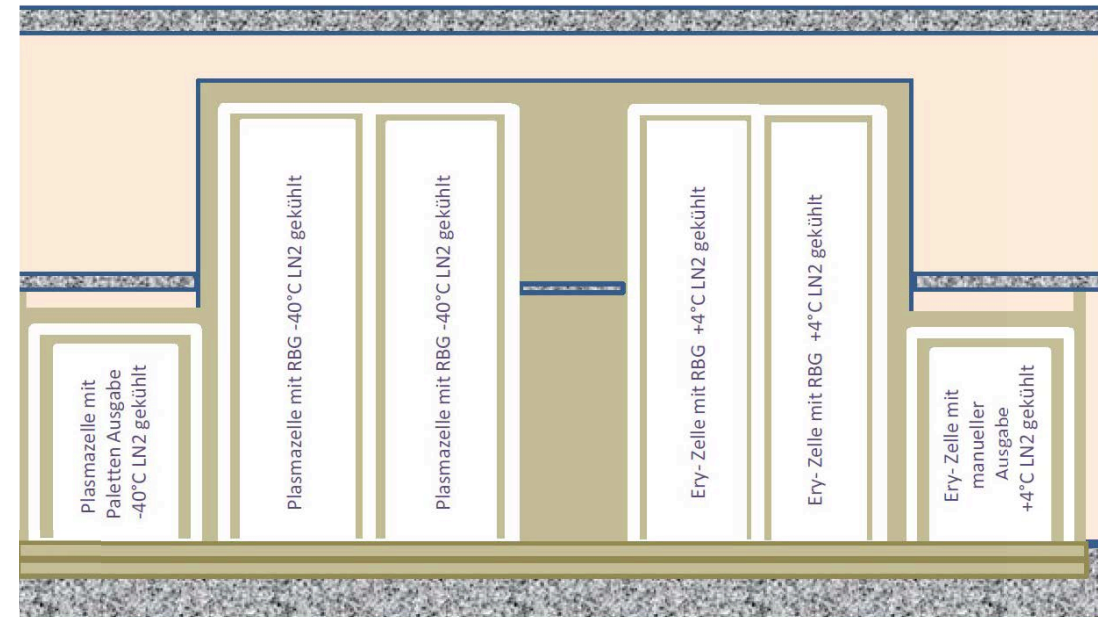 Plasmazelle mit
Paletten Ausgabe
-40°C LN2 gekühlt
Plasmazelle mit RBG -40°C LN2 gekühlt
Plasmazelle mit RBG -40°C LN2 gekühlt
Ery- Zelle mit RBG +4°C LN2 gekühlt
Ery- Zelle mit RBG +4°C LN2 gekühlt
Ery- Zelle mit
manueller
Ausgabe
+4°C LN2 gekühlt